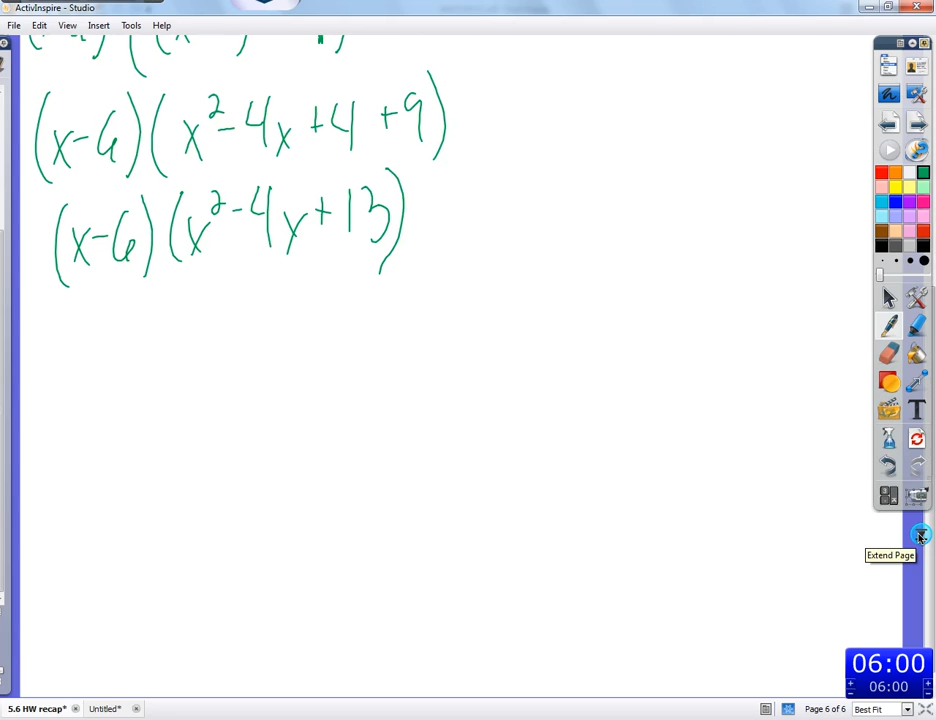 ActivInspire - Studio
File Edit View Insert Tools Help
(x-6)(x²-4x+4+9)
(x-6)(x²-4x+13)
Extend Page
06:00
06:00
5.6 HW recap* Untitled* Page 6 of 6 Best Fit